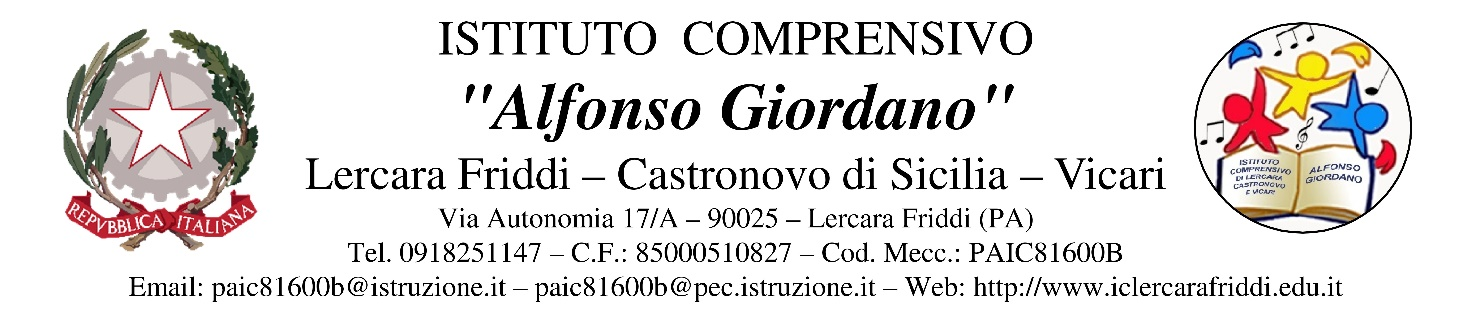 ISTITUTO COMPRENSIVO
"Alfonso Giordano"
Lercara Friddi – Castronovo di Sicilia – Vicari
Via Autonomia 17/A – 90025 – Lercara Friddi (PA)
Tel. 0918251147 – C.F.: 85000510827 – Cod. Mecc.: PAIC81600B
Email: paic81600b@istruzione.it – paic81600b@pec.istruzione.it – Web: http://www.iclercarafriddi.edu.it
REPVBBLICA ITALIANA
ISTITUTO
COMPRENSIVO
DI LERCARA
CASTRONOVO
E VICARI
ALFONSO
GIORDANO